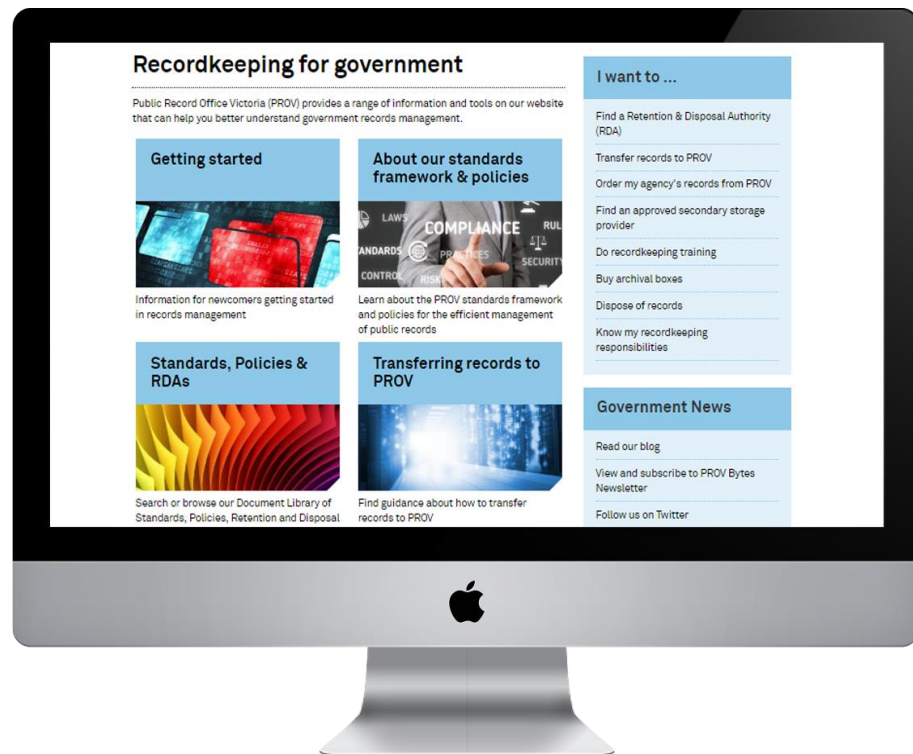 Recordkeeping for government
Public Record Office Victoria (PROV) provides a range of information and tools on our website
that can help you better understand government records management.
Getting started
Information for newcomers getting started
in records management
About our standards
framework & policies
LAWS
COMPLIANCE
RUL
ANDARDS
PRACTICES
SECURITY
CONTROL
RISK
Learn about the PROV standards framework
and policies for the efficient management
of public records
Standards, Policies &
RDAs
Search or browse our Document Library of
Standards, Policies, Retention and Disposal
Transferring records to
PROV
Find guidance about how to transfer
records to PROV
I want to ...
Find a Retention & Disposal Authority
(RDA)
Transfer records to PROV
Order my agency's records from PROV
Find an approved secondary storage
provider
Do recordkeeping training
Buy archival boxes
Dispose of records
Know my recordkeeping
responsibilities
Government News
Read our blog
View and subscribe to PROV Bytes
Newsletter
Follow us on Twitter